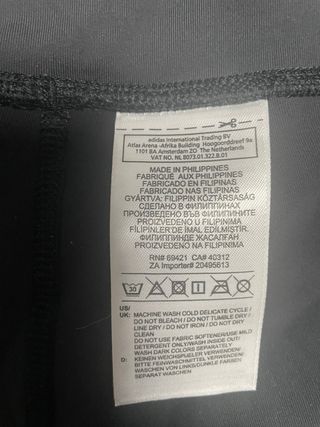 adidas International Trading BV
Atlas Arena -Afrika Building Hoogoorddreef 9a
1101 BA Amsterdam ZO The Netherlands
VAT NO. NL 8073.01.322.B.01
MADE IN PHILIPPINES
FABRIQUÉ AUX PHILIPPINES
FABRICADO EN FILIPINAS
FABRICADO NAS FILIPINAS
GYÁRTVA: FILIPPIN KÖZTÁRSASÁG
СДЕЛАНО В ФИЛИППИНАХ
ПРОИЗВЕДЕНО ВЪВ ФИЛИПИНИТЕ
PROIZVEDENO U FILIPINIMA
FİLİPİNLER'DE İMAL EDİLMİŞTİR.
ФИЛИППИНДЕ ЖАСАЛҒАН
PROIZVEDENO NA FILIPINIMA
RN# 69421 CA# 40312
ZA Importer# 20495613
30
US/
UK: MACHINE WASH COLD DELICATE CYCLE/
DO NOT BLEACH / DO NOT TUMBLE DRY /
LINE DRY / DO NOT IRON / DO NOT DRY
CLEAN
DO NOT USE FABRIC SOFTENER/USE MILD
DETERGENT ONLY/WASH INSIDE OUT/
WASH DARK COLORS SEPARATELY
D: KEINEN WEICHSPUELER VERWENDEN/
BITTE FEINWASCHMITTEL VERWENDEN/
WASCHEN VON LINKS/DUNKLE FARBEN
SEPARAT WASCHEN